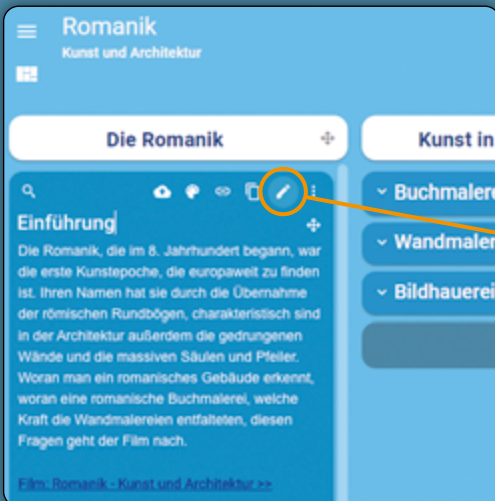 Romanik
Kunst und Architektur
Die Romanik
Kunst in
Einführung
Die Romanik, die im 8. Jahrhundert begann, war
die erste Kunstepoche, die europaweit zu finden
ist. Ihren Namen hat sie durch die Übernahme
der römischen Rundbögen, charakteristisch sind
in der Architektur außerdem die gedrungenen
Wände und die massiven Säulen und Pfeiler.
Woran man ein romanisches Gebäude erkennt,
woran eine romanische Buchmalerei, welche
Kraft die Wandmalereien entfalteten, diesen
Fragen geht der Film nach.
Film: Romanik - Kunst und Architektur >>
Buchmalere
Wandmaler
Bildhauerei